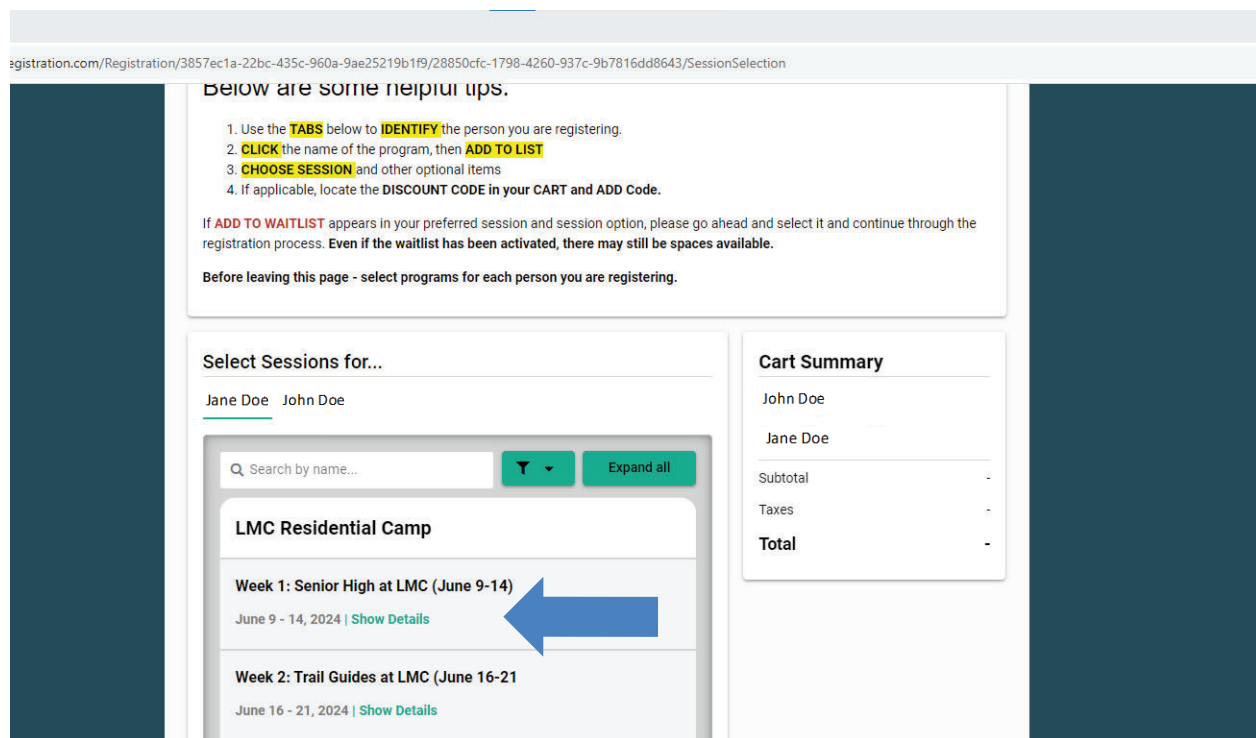 egistration.com/Registration/3857ec1a-22bc-435c-960a-9ae25219b1f9/28850cfc-1798-4260-937c-9b7816dd8643/SessionSelection
Below are some helpful tips.
1. Use the TABS below to IDENTIFY the person you are registering.
2. CLICK the name of the program, then ADD TO LIST
3. CHOOSE SESSION and other optional items
4. If applicable, locate the DISCOUNT CODE in your CART and ADD Code.
If ADD TO WAITLIST appears in your preferred session and session option, please go ahead and select it and continue through the
registration process. Even if the waitlist has been activated, there may still be spaces available.
Before leaving this page - select programs for each person you are registering.
Select Sessions for...
Jane Doe John Doe
Search by name...
Expand all
LMC Residential Camp
Week 1: Senior High at LMC (June 9-14)
June 9 - 14, 2024 | Show Details
Week 2: Trail Guides at LMC (June 16-21
June 16 - 21, 2024 | Show Details
Cart Summary
John Doe
Jane Doe
Subtotal -
Taxes -
Total -